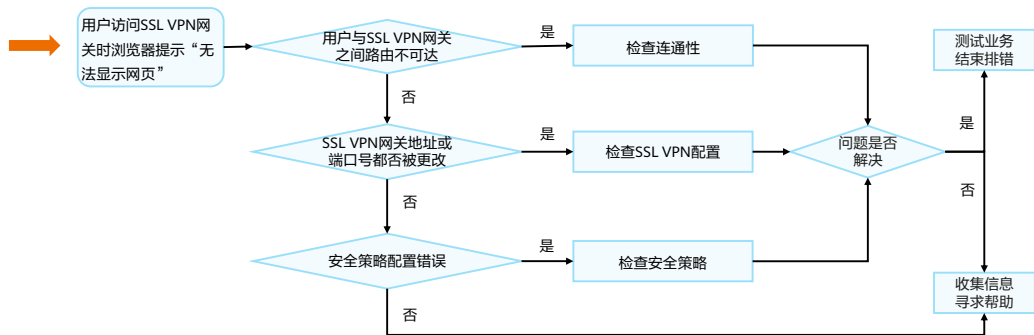 用户访问SSL VPN网
关时浏览器提示“无
法显示网页”
用户与SSL VPN网关
之间路由不可达
是
检查连通性
测试业务
结束排错
否
SSL VPN网关地址或
端口号都否被更改
是
检查SSL VPN配置
问题是否
解决
是
否
否
安全策略配置错误
是
检查安全策略
收集信息
寻求帮助
否